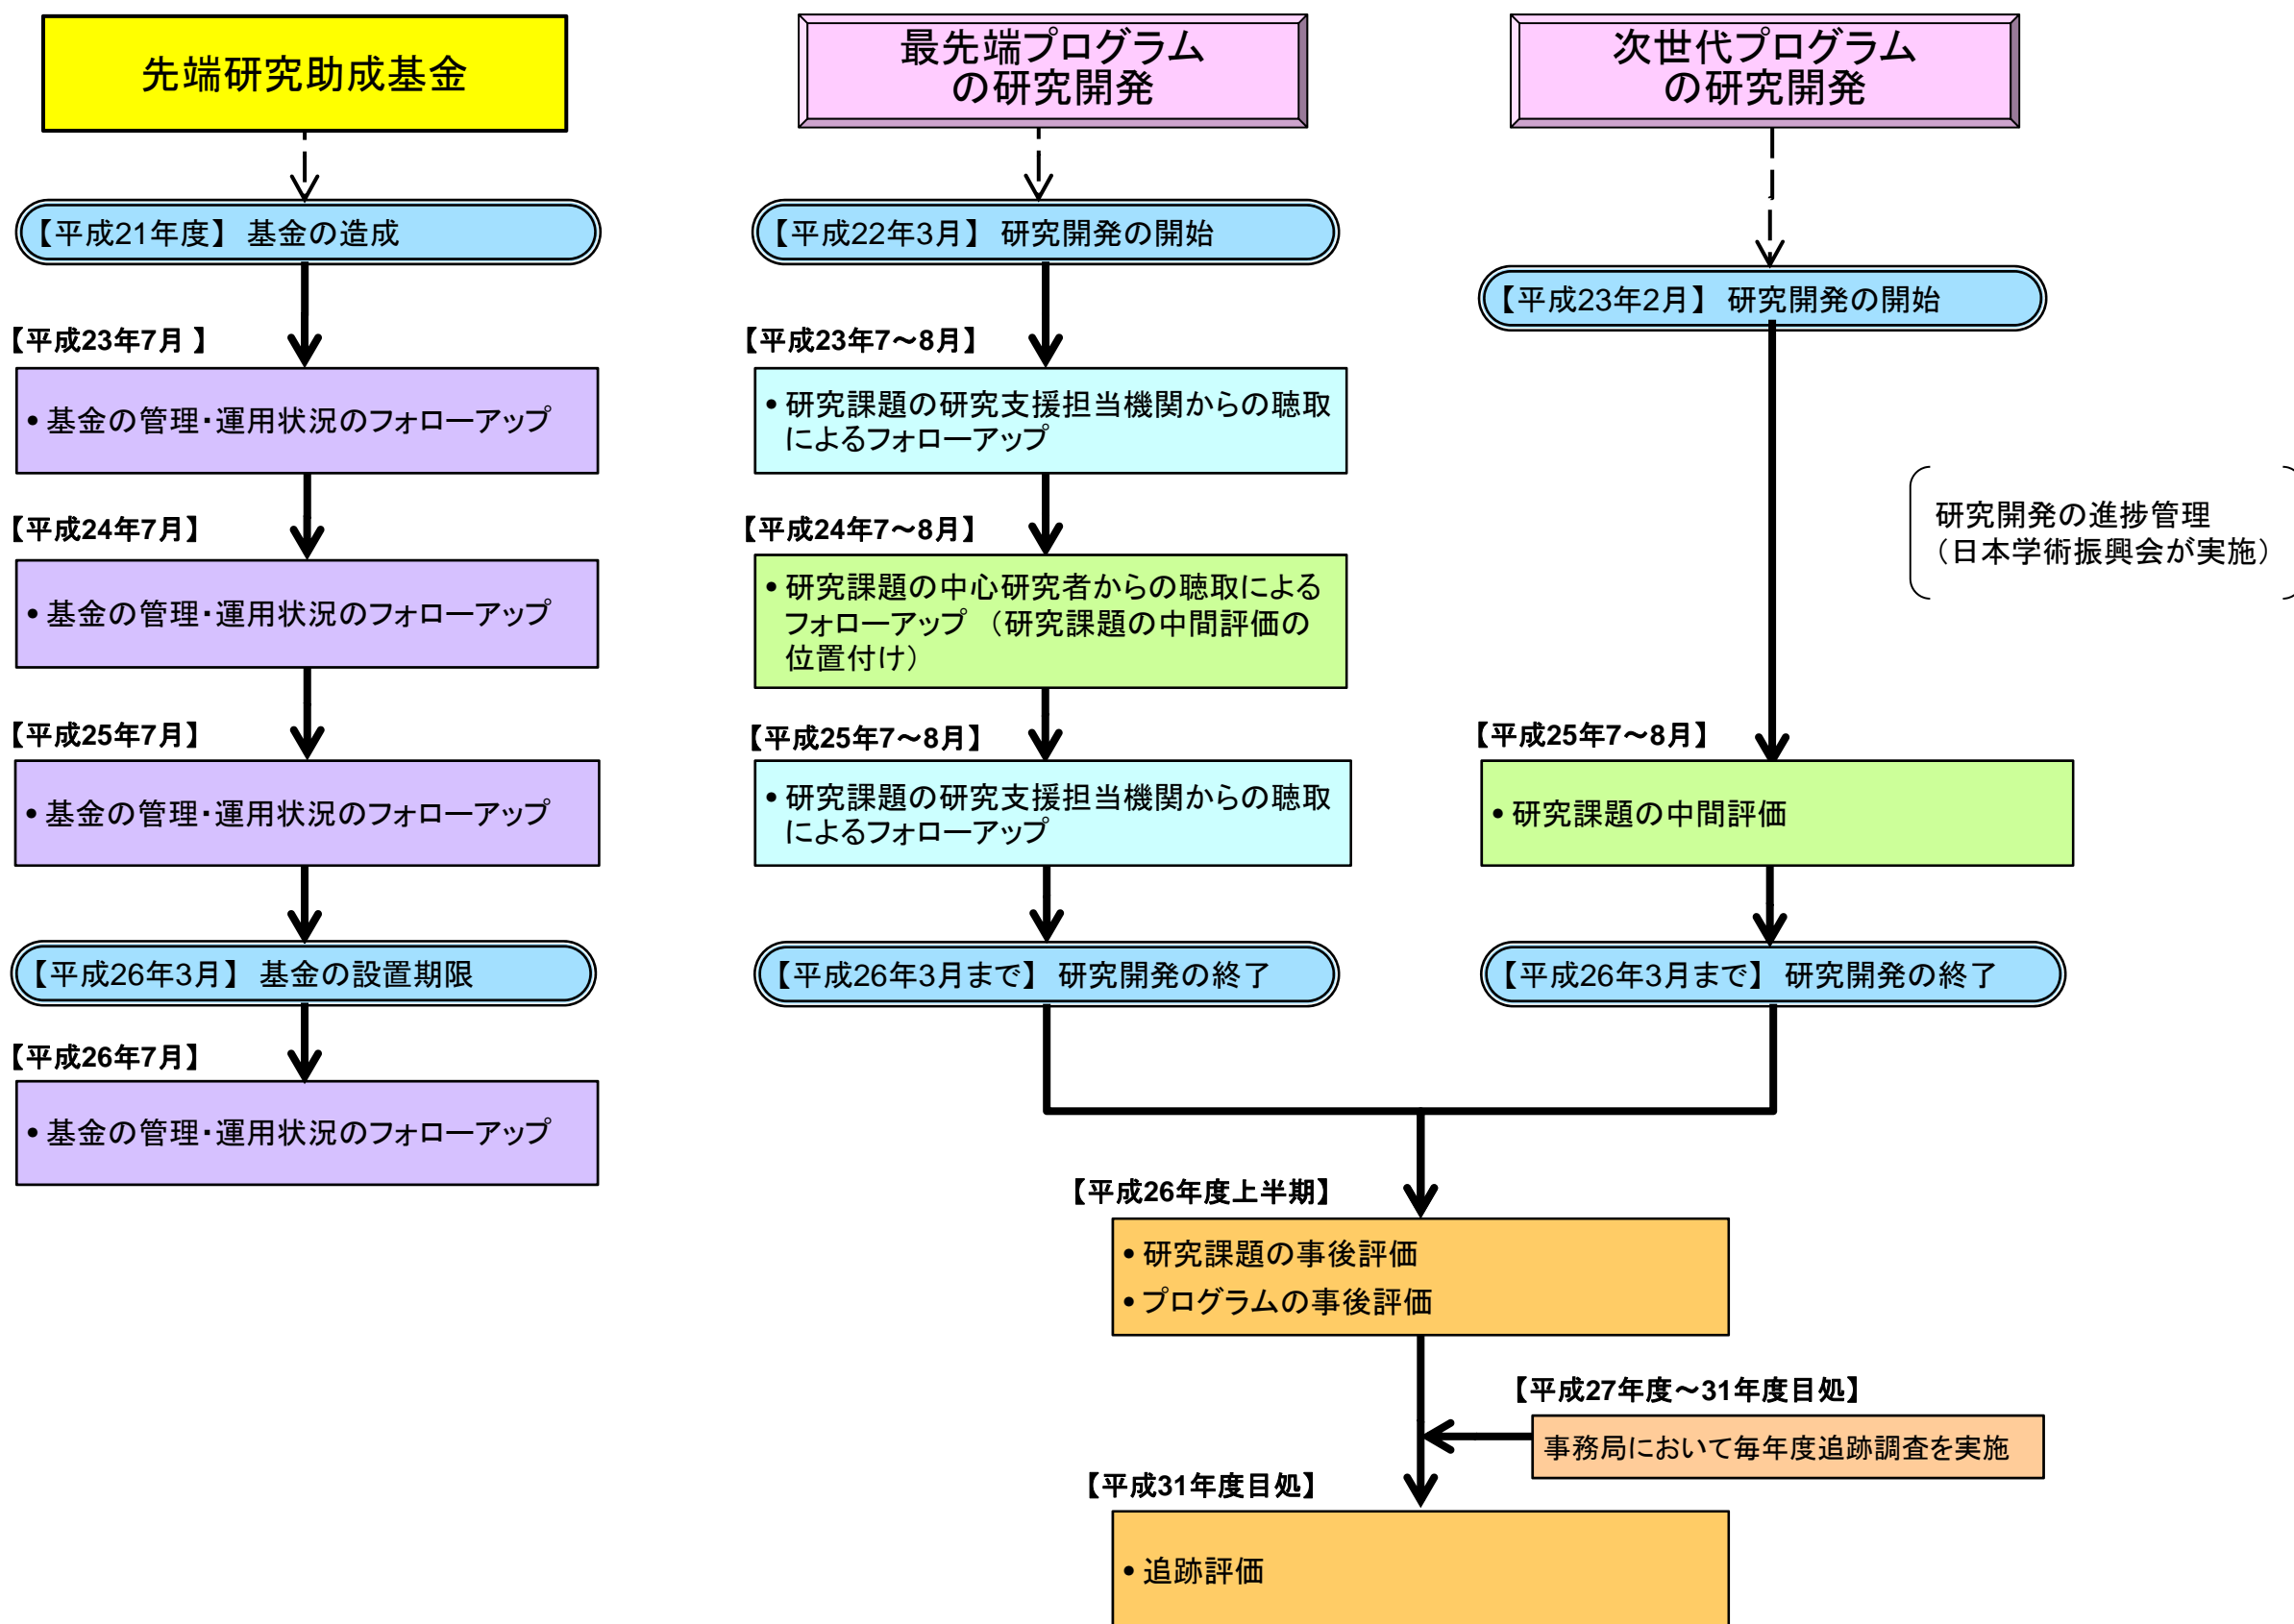 先端研究助成基金
【平成21年度】 基金の造成
【平成23年7月 】
• 基金の管理・運用状況のフォローアップ
【平成24年7月】
• 基金の管理・運用状況のフォローアップ
【平成25年7月】
• 基金の管理・運用状況のフォローアップ
【平成26年3月】 基金の設置期限
【平成26年7月】
• 基金の管理・運用状況のフォローアップ
最先端プログラム
の研究開発
【平成22年3月】 研究開発の開始
【平成23年7～8月】
• 研究課題の研究支援担当機関からの聴取
によるフォローアップ
【平成24年7～8月】
• 研究課題の中心研究者からの聴取による
フォローアップ （研究課題の中間評価の
位置付け）
【平成25年7～8月】
• 研究課題の研究支援担当機関からの聴取
によるフォローアップ
【平成26年3月まで】 研究開発の終了
次世代プログラム
の研究開発
【平成23年2月】 研究開発の開始
研究開発の進捗管理
（日本学術振興会が実施）
【平成25年7～8月】
• 研究課題の中間評価
【平成26年3月まで】 研究開発の終了
【平成26年度上半期】
• 研究課題の事後評価
• プログラムの事後評価
【平成27年度～31年度目処】
事務局において毎年度追跡調査を実施
【平成31年度目処】
• 追跡評価